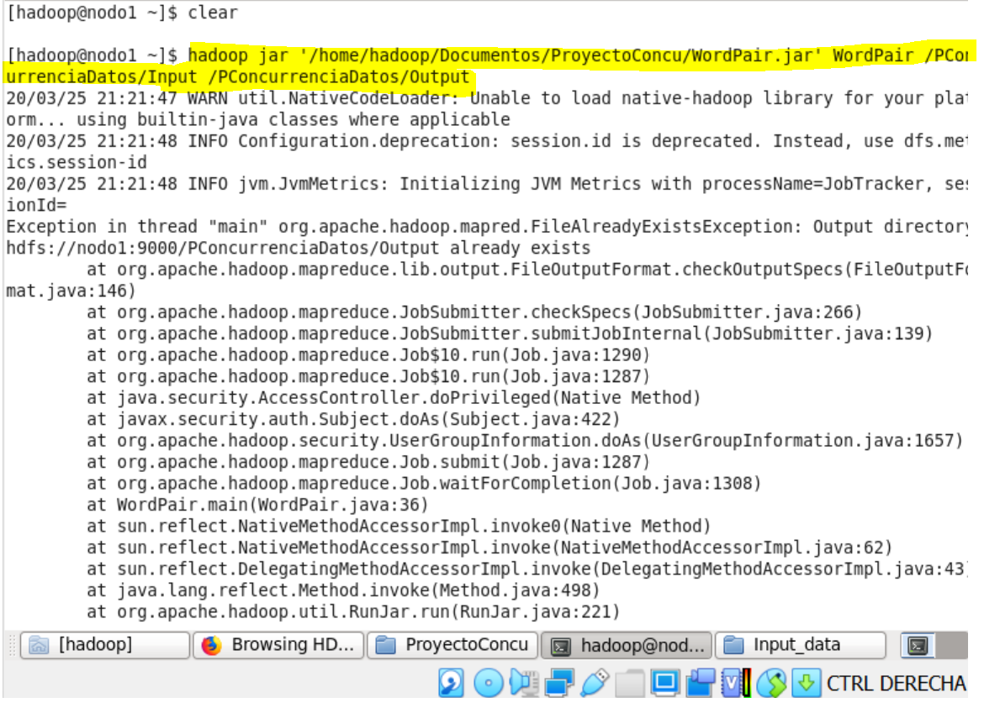 [hadoop@nodo1 ~]$ clear
[hadoop@nodo1 ~]$ hadoop jar '/home/hadoop/Documentos/ProyectoConcu/WordPair.jar' WordPair /PCon
urrenciaDatos/Input /PConcurrenciaDatos/Output
20/03/25 21:21:47 WARN util.NativeCodeLoader: Unable to load native-hadoop library for your plat
orm... using builtin-java classes where applicable
20/03/25 21:21:48 INFO Configuration.deprecation: session.id is deprecated. Instead, use dfs.met
ics.session-id
20/03/25 21:21:48 INFO jvm.JvmMetrics: Initializing JVM Metrics with processName=JobTracker, ses
ionId=
Exception in thread "main" org.apache.hadoop.mapred.FileAlreadyExistsException: Output directory
hdfs://nodo1:9000/PConcurrenciaDatos/Output already exists
at org.apache.hadoop.mapreduce.lib.output.FileOutputFormat.checkOutputSpecs(FileOutputFo
mat.java:146)
at org.apache.hadoop.mapreduce.JobSubmitter.checkSpecs(JobSubmitter.java:266)
at org.apache.hadoop.mapreduce.JobSubmitter.submitJobInternal(JobSubmitter.java:139)
at org.apache.hadoop.mapreduce.Job$10.run(Job.java:1290)
at org.apache.hadoop.mapreduce.Job$10.run(Job.java:1287)
at java.security.AccessController.doPrivileged(Native Method)
at javax.security.auth.Subject.doAs(Subject.java:422)
at org.apache.hadoop.security.UserGroupInformation.doAs(UserGroupInformation.java:1657)
at org.apache.hadoop.mapreduce.Job.submit(Job.java:1287)
at org.apache.hadoop.mapreduce.Job.waitForCompletion(Job.java:1308)
at WordPair.main(WordPair.java:36)
at sun.reflect.NativeMethodAccessorImpl.invoke0(Native Method)
at sun.reflect.NativeMethodAccessorImpl.invoke(NativeMethodAccessorImpl.java:62)
at sun.reflect.DelegatingMethodAccessorImpl.invoke(DelegatingMethodAccessorImpl.java:43)
at java.lang.reflect.Method.invoke(Method.java:498)
at org.apache.hadoop.util.RunJar.run(RunJar.java:221)
[hadoop] Browsing HD... ProyectoConcu hadoop@nod... Input_data
CTRL DERECHA